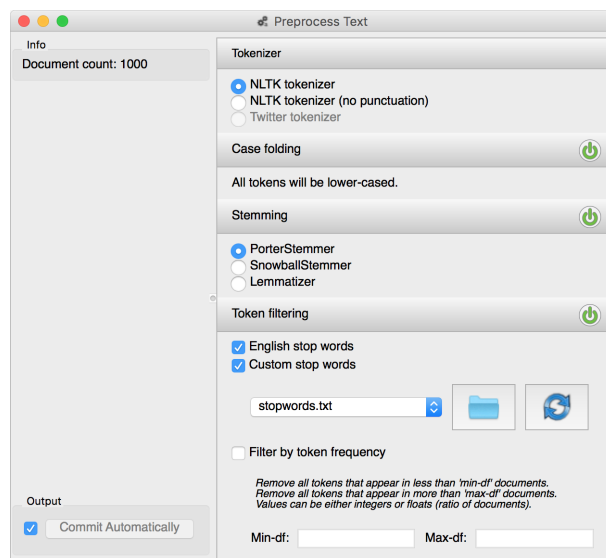 Preprocess Text
Info
Document count: 1000
Tokenizer
NLTK tokenizer
NLTK tokenizer (no punctuation)
Twitter tokenizer
Case folding
All tokens will be lower-cased.
Stemming
PorterStemmer
SnowballStemmer
Lemmatizer
Token filtering
English stop words
Custom stop words
stopwords.txt
Filter by token frequency
Remove all tokens that appear in less than 'min-df' documents.
Remove all tokens that appear in more than 'max-df' documents.
Values can be either integers or floats (ratio of documents).
Min-df: Max-df:
Output
Commit Automatically